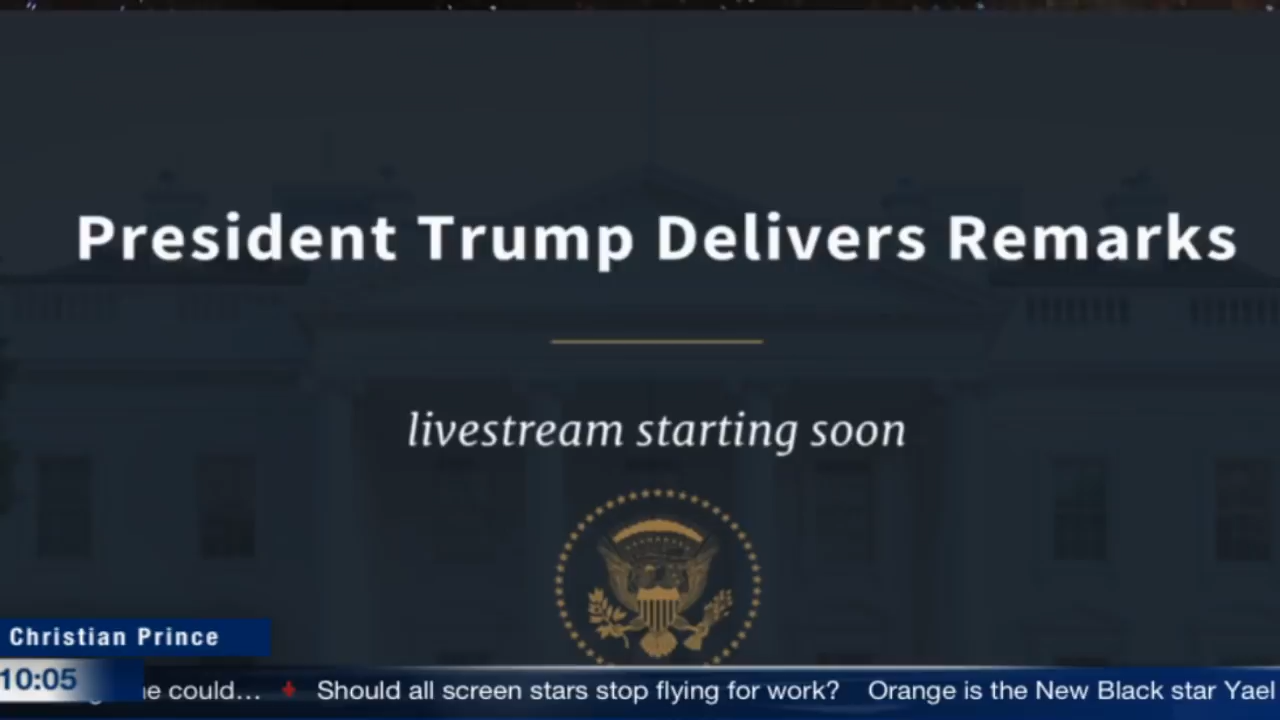 President Trump Delivers Remarks
livestream starting soon
Christian Prince
10:05
could… Should all screen stars stop flying for work? Orange is the New Black star Yael